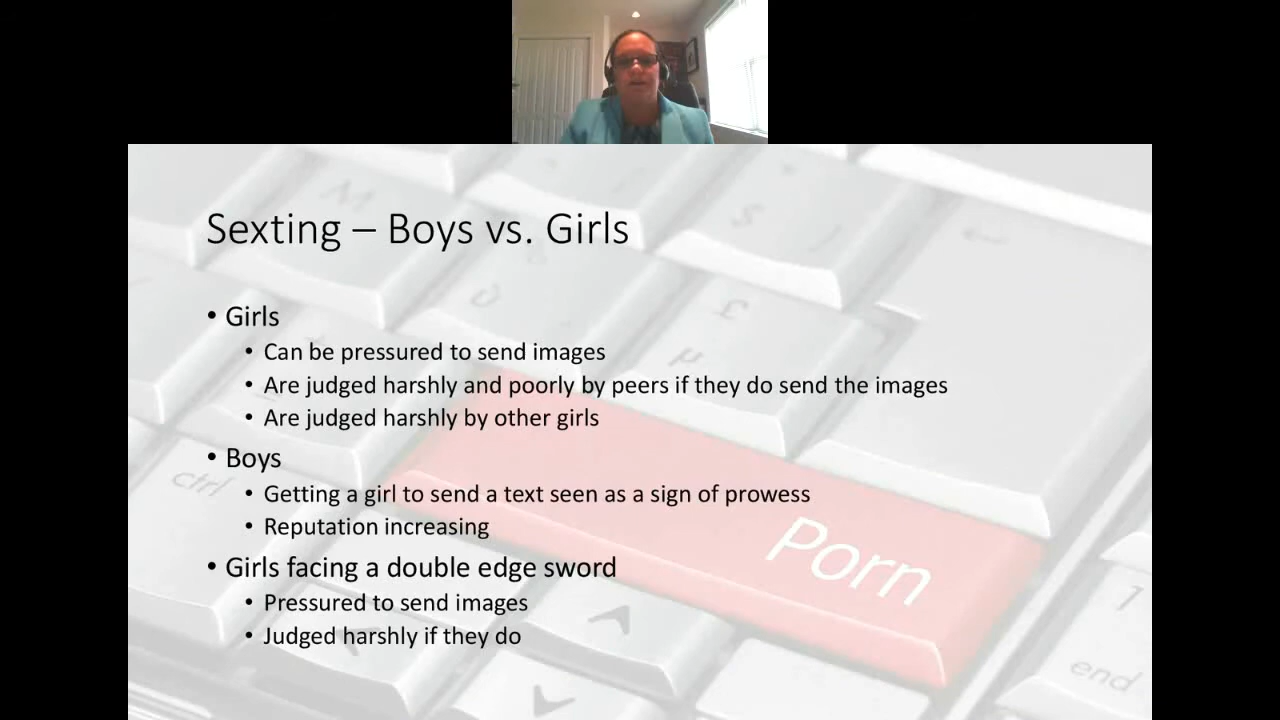 Sexting – Boys vs. Girls
• Girls
• Can be pressured to send images
• Are judged harshly and poorly by peers if they do send the images
• Are judged harshly by other girls
• Boys
• Getting a girl to send a text seen as a sign of prowess
• Reputation increasing
• Girls facing a double edge sword
• Pressured to send images
• Judged harshly if they do
Porn
ctrl
M
$
£
µ
1
end